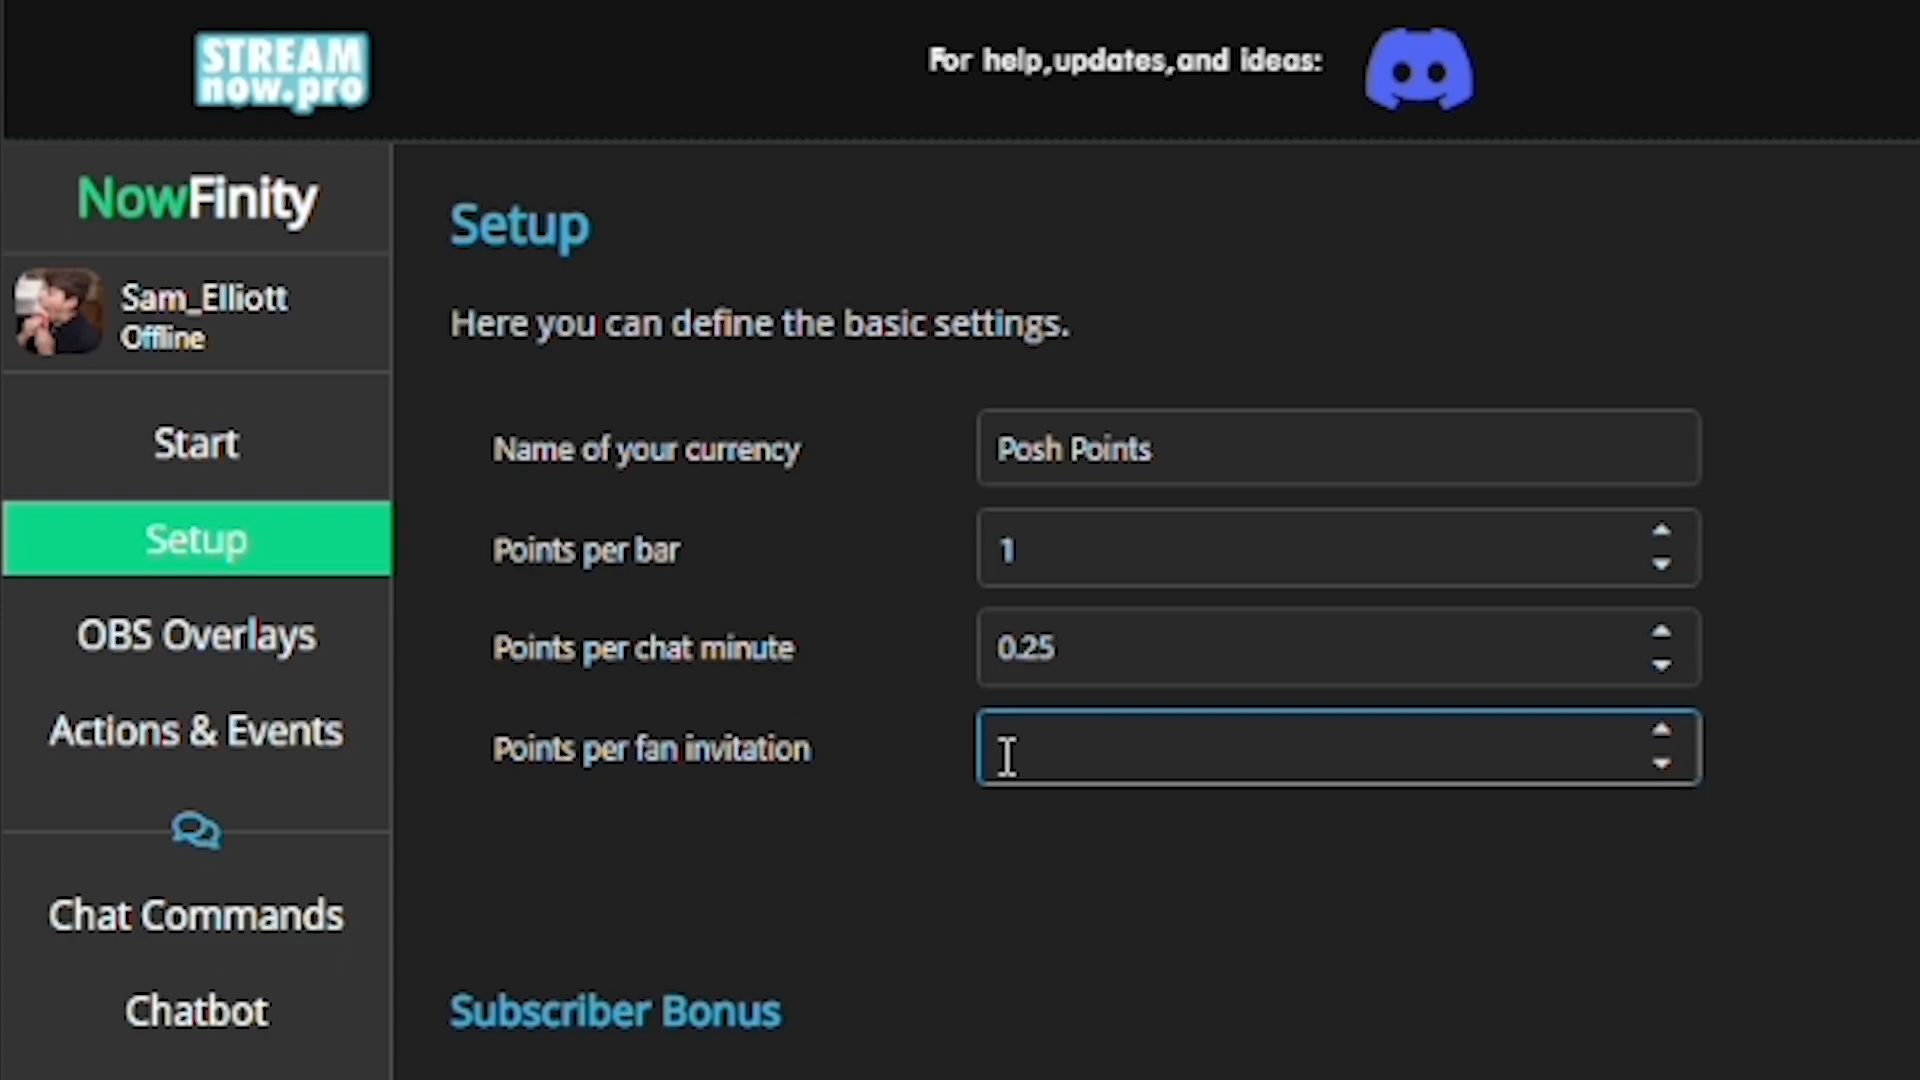 STREAM
now.pro
For help,updates,and ideas:
NowFinity
Sam_Elliott
Offline
Start
Setup
OBS Overlays
Actions & Events
Chat Commands
Chatbot
Setup
Here you can define the basic settings.
Name of your currency
Posh Points
Points per bar
1
Points per chat minute
0.25
Points per fan invitation
Subscriber Bonus